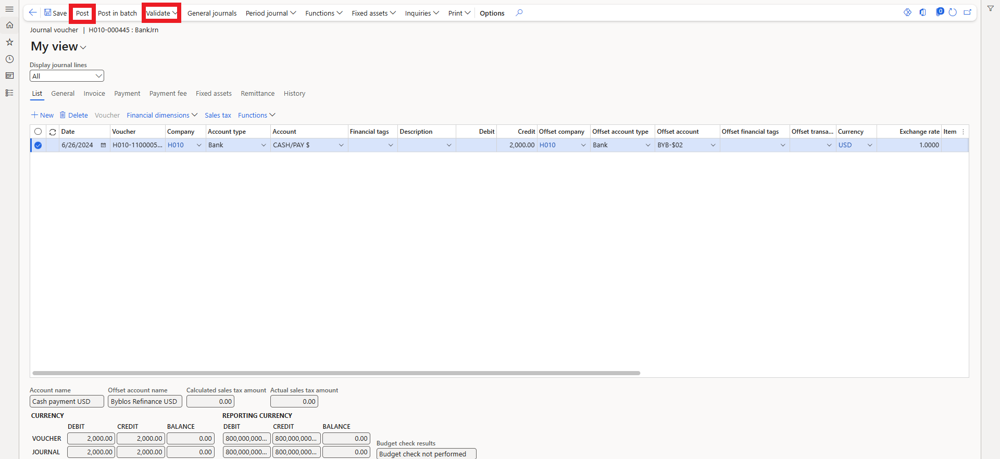 Save Post Post in batch Validate General journals Period journal Functions Fixed assets Inquiries Print Options 0
Journal voucher | H010-000445 : BankJrn
My view
Display journal lines
All
List General Invoice Payment Payment fee Fixed assets Remittance History
New Delete Voucher Financial dimensions Sales tax Functions
Date Voucher Company Account type Account Financial tags Description Debit Credit Offset company Offset account type Offset account Offset financial tags Offset transa... Currency Exchange rate Item
6/26/2024 H010-1100005... H010 Bank CASH/PAY $ 2,000.00 H010 Bank BYB-$02 USD 1.0000
Account name Offset account name Calculated sales tax amount Actual sales tax amount
Cash payment USD Byblos Refinance USD 0.00 0.00
CURRENCY REPORTING CURRENCY
DEBIT CREDIT BALANCE DEBIT CREDIT BALANCE
VOUCHER 2,000.00 2,000.00 0.00 800,000,000... 800,000,000... 0.00
Budget check results
JOURNAL 2,000.00 2,000.00 0.00 800,000,000... 800,000,000... 0.00
Budget check not performed